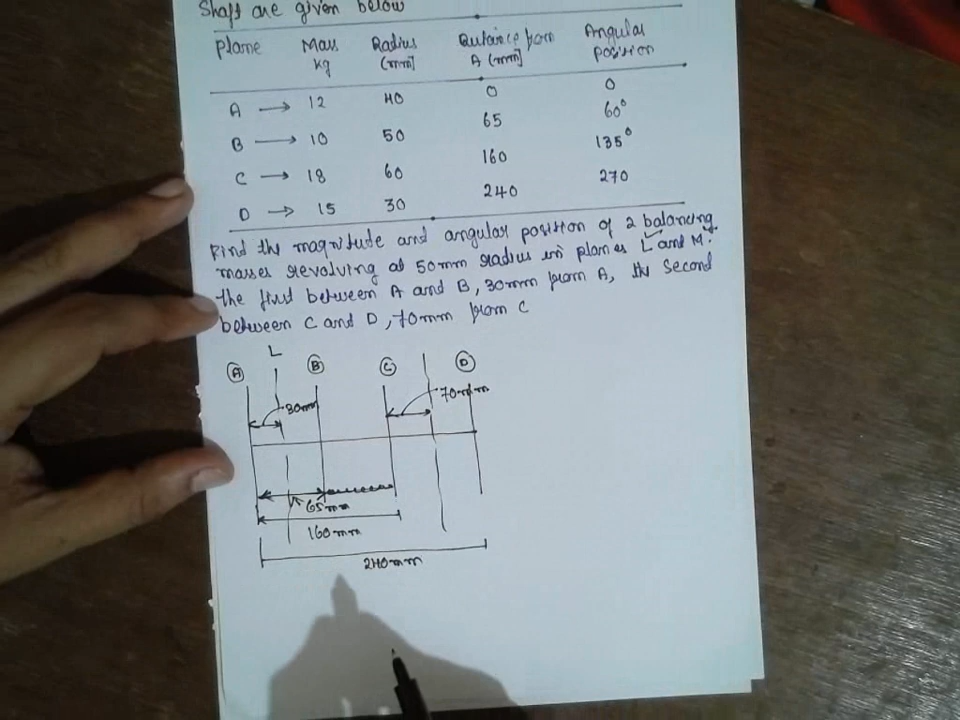 Shaft are given below
Plane Mass kg Radius (mm) Distance from A (mm) Angular position
A → 12 40 0 0
B → 10 50 65 60°
C → 18 60 160 135°
D → 15 30 240 270
Find the magnitude and angular position of 2 balancing
masses revolving at 50mm radius in planes L and M.
the first between A and B, 30mm from A, the second
between C and D, 70mm from C
L
A B C D
30mm 70mm
65mm
160mm
240mm